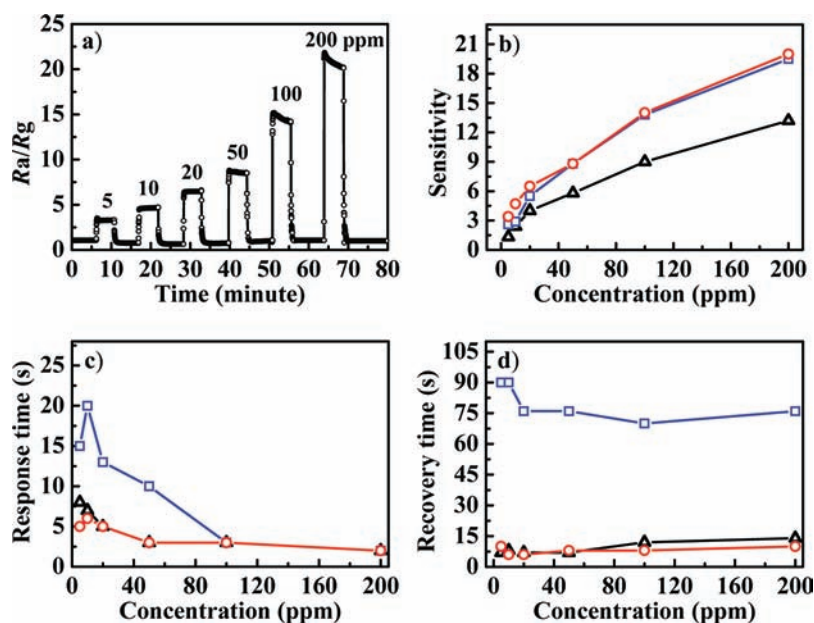 a)
200 ppm
100
50
20
10
5
25
20
15
10
5
0
Ra/Rg
0 10 20 30 40 50 60 70 80
Time (minute)
b)
21
18
15
12
9
6
3
0
Sensitivity
0 40 80 120 160 200
Concentration (ppm)
c)
25
20
15
10
5
0
Response time (s)
0 40 80 120 160 200
Concentration (ppm)
d)
105
90
75
60
45
30
15
0
Recovery time (s)
0 40 80 120 160 200
Concentration (ppm)